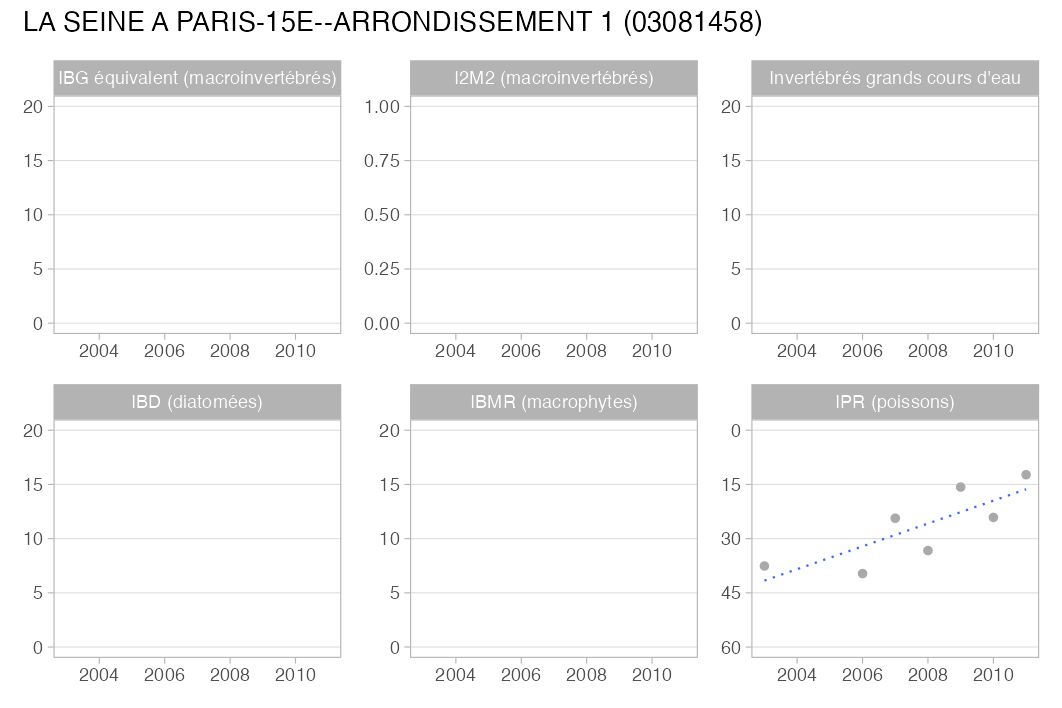 LA SEINE A PARIS-15E--ARRONDISSEMENT 1 (03081458)
IBG équivalent (macroinvertébrés)
20
15
10
5
0
2004 2006 2008 2010
I2M2 (macroinvertébrés)
1.00
0.75
0.50
0.25
0.00
2004 2006 2008 2010
Invertébrés grands cours d'eau
20
15
10
5
0
2004 2006 2008 2010
IBD (diatomées)
20
15
10
5
0
2004 2006 2008 2010
IBMR (macrophytes)
20
15
10
5
0
2004 2006 2008 2010
IPR (poissons)
0
15
30
45
60
2004 2006 2008 2010